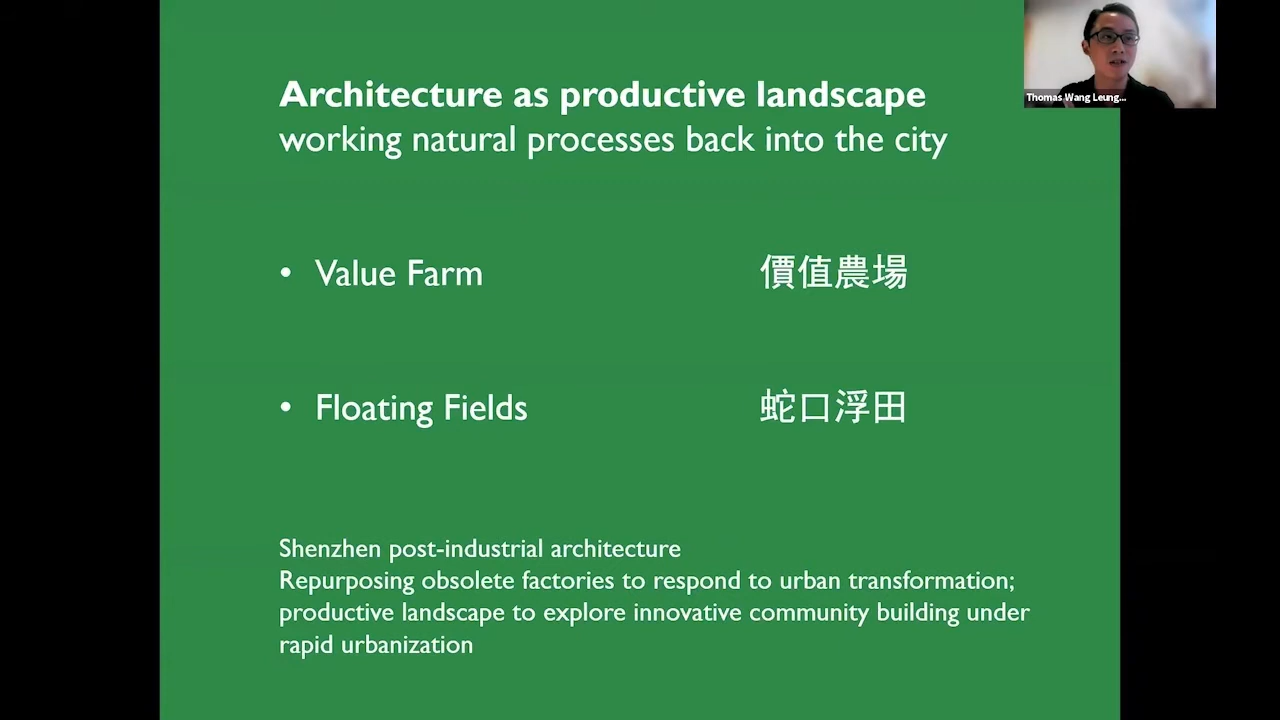 Architecture as productive landscape
working natural processes back into the city
Thomas Wang Leung...
• Value Farm 價值農場
• Floating Fields 蛇口浮田
Shenzhen post-industrial architecture
Repurposing obsolete factories to respond to urban transformation;
productive landscape to explore innovative community building under
rapid urbanization